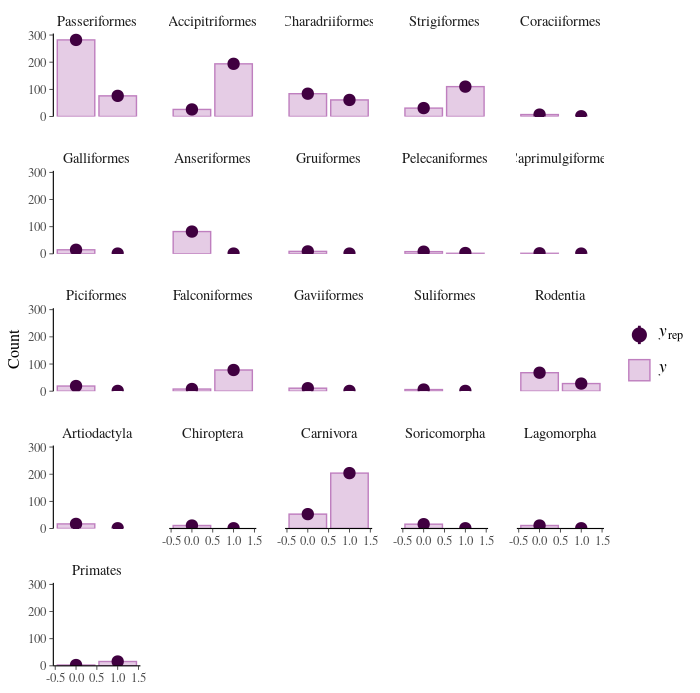 Passeriformes Accipitriformes Charadriiformes Strigiformes Coraciiformes
300
200
100
0
Galliformes Anseriformes Gruiformes Pelecaniformes Caprimulgiforme
300
200
100
0
Piciformes Falconiformes Gaviiformes Suliformes Rodentia
300
200
100
0
Count
y rep
y
Artiodactyla Chiroptera Carnivora Soricomorpha Lagomorpha
300
200
100
0
-0.5 0.0 0.5 1.0 1.5 -0.5 0.0 0.5 1.0 1.5 -0.5 0.0 0.5 1.0 1.5 -0.5 0.0 0.5 1.0 1.5
Primates
300
200
100
0
-0.5 0.0 0.5 1.0 1.5